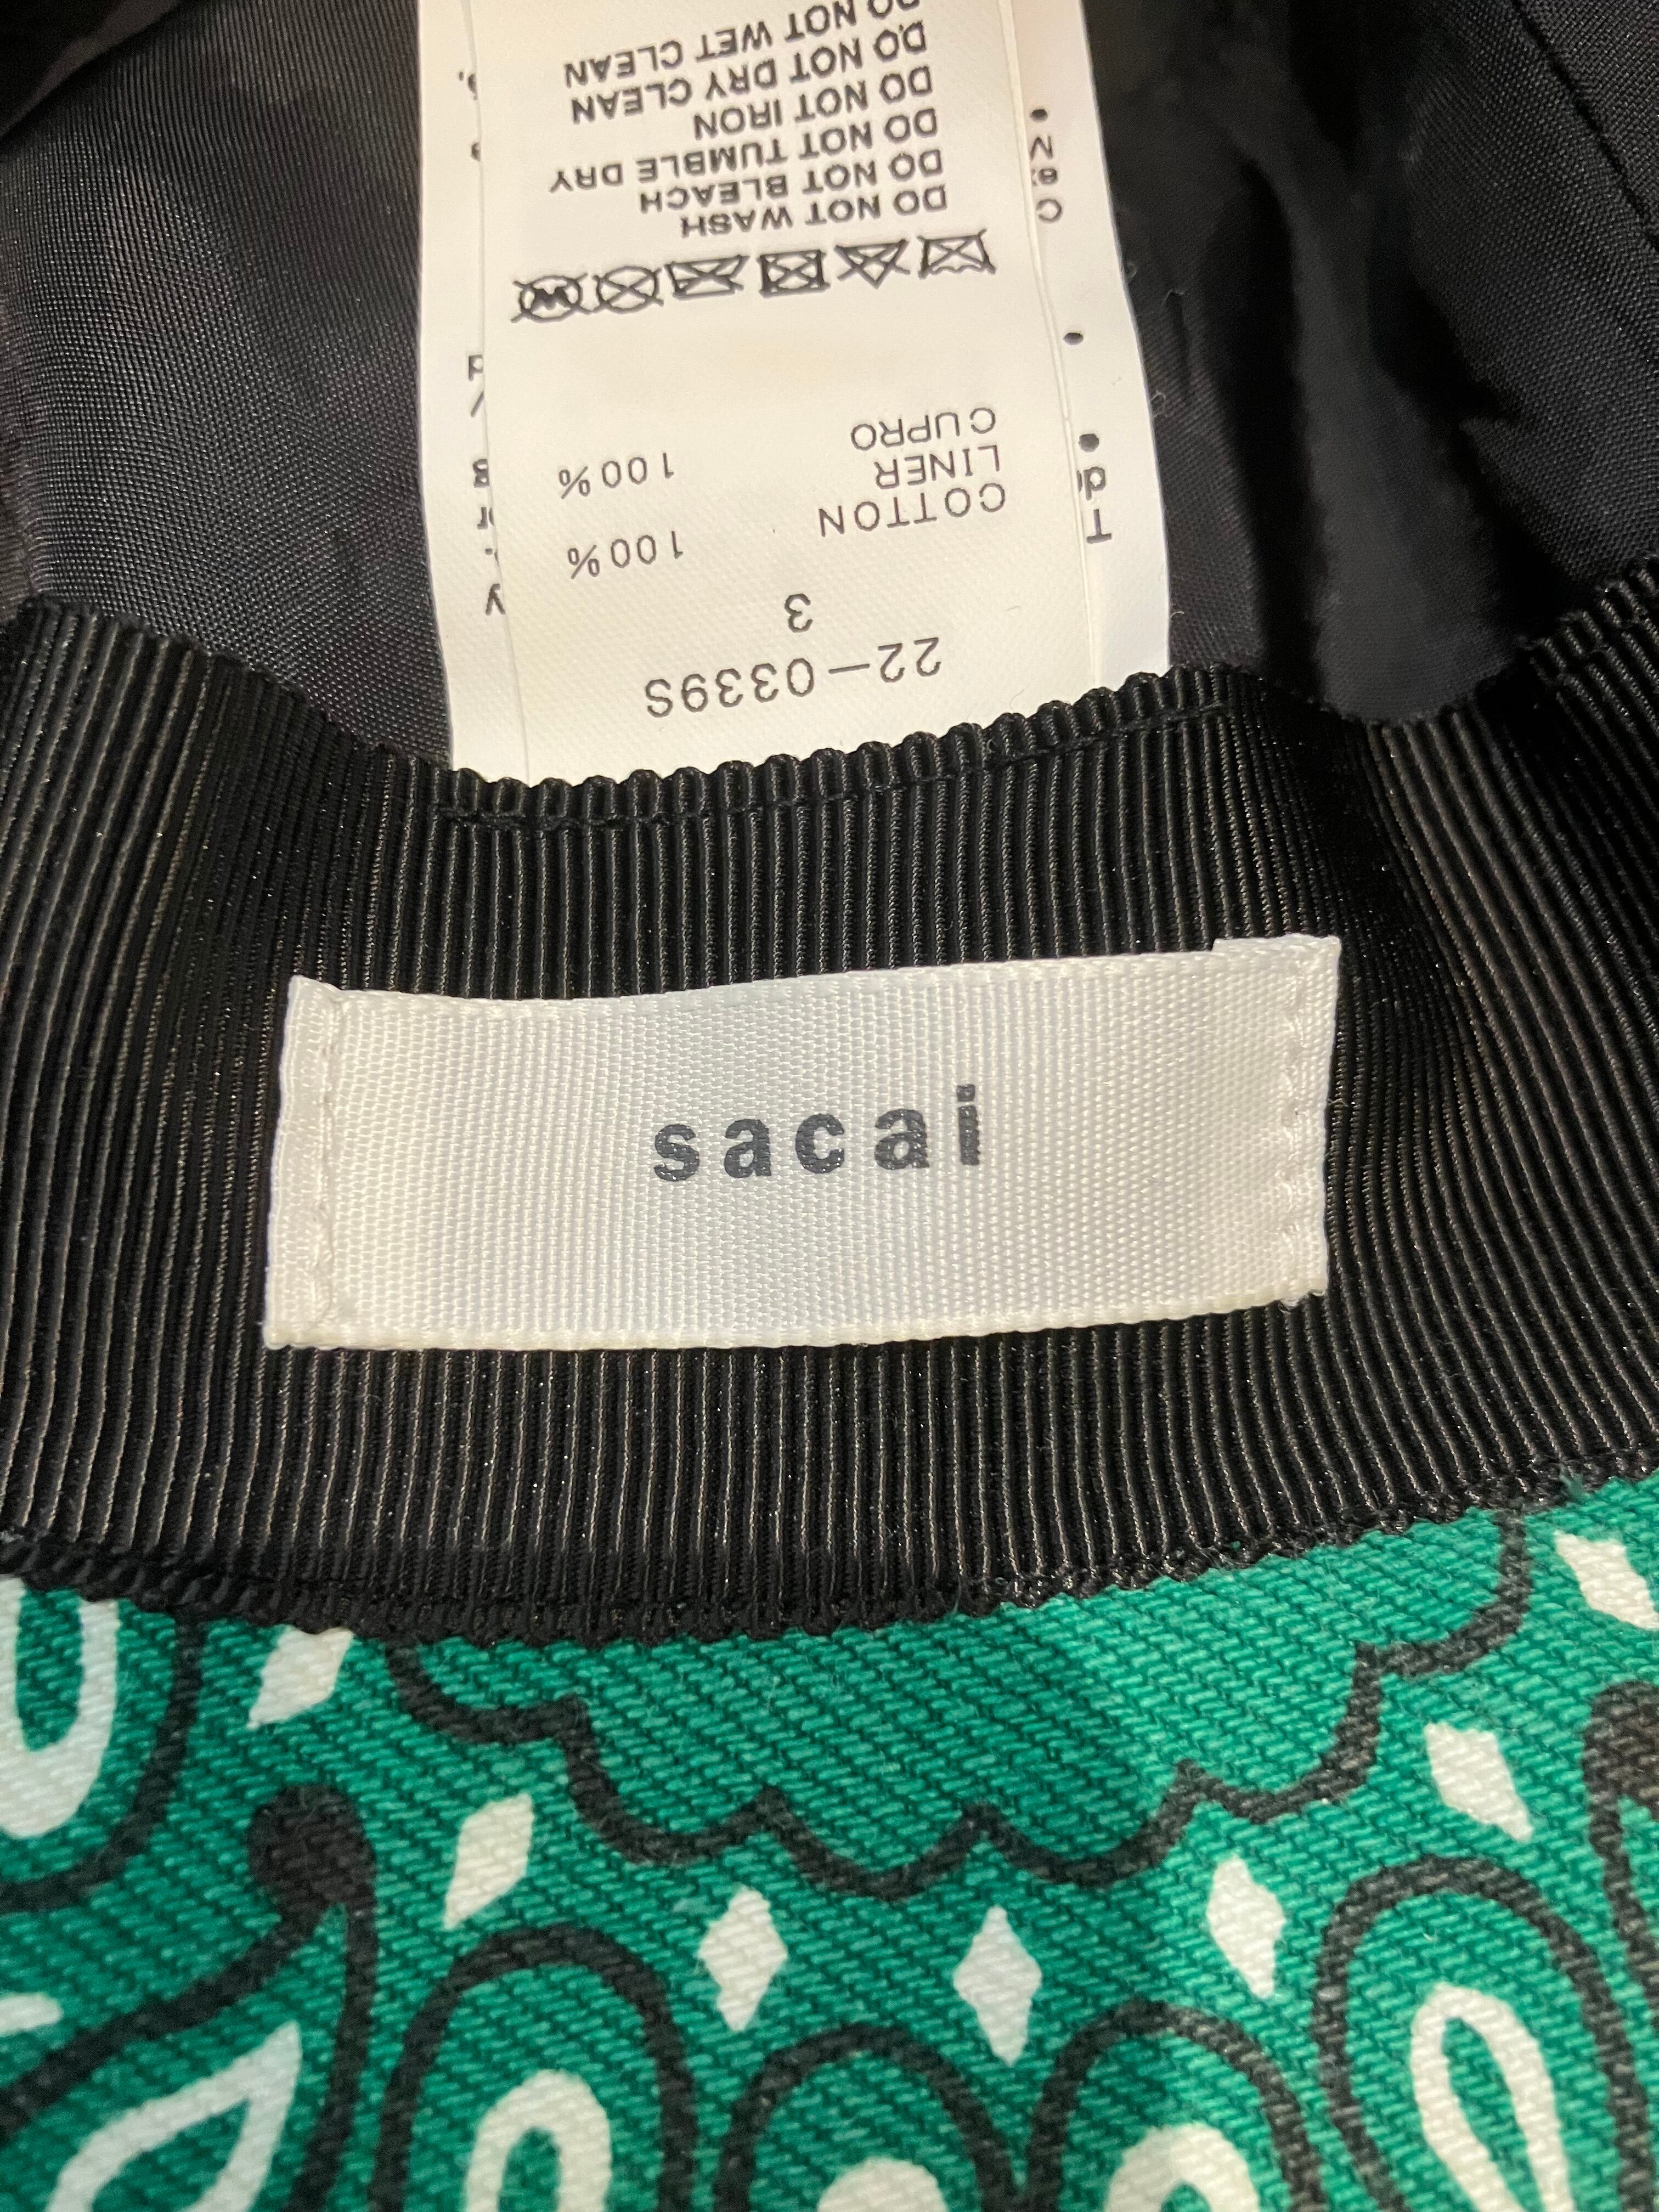 sacai
22-0339S
3
COTTON 100%
LINER
CUPRO 100%
DO NOT WASH
DO NOT BLEACH
DO NOT TUMBLE DRY
DO NOT IRON
DO NOT DRY CLEAN
DO NOT WET CLEAN